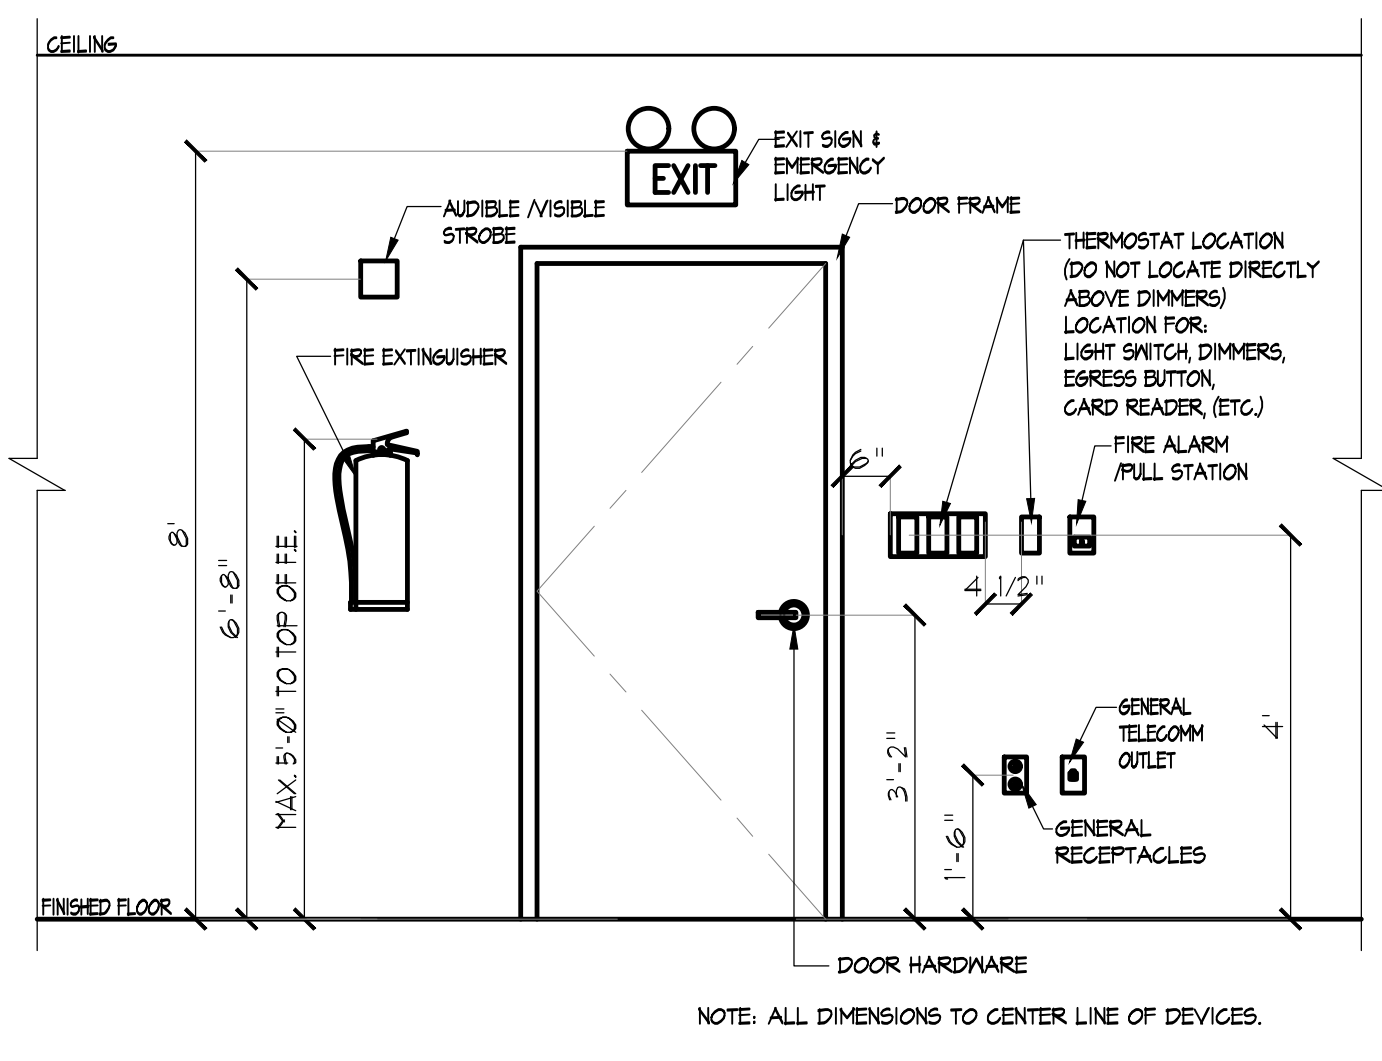 CEILING
EXIT
EXIT SIGN &
EMERGENCY
LIGHT
AUDIBLE /VISIBLE
STROBE
DOOR FRAME
THERMOSTAT LOCATION
(DO NOT LOCATE DIRECTLY
ABOVE DIMMERS)
LOCATION FOR:
LIGHT SWITCH, DIMMERS,
EGRESS BUTTON,
CARD READER, (ETC.)
FIRE EXTINGUISHER
FIRE ALARM
/PULL STATION
6"
8'
6'-8"
MAX. 5'-0" TO TOP OF F.E.
4 1/2"
3'-2"
4'
1'-6"
GENERAL
TELECOMM
OUTLET
GENERAL
RECEPTACLES
FINISHED FLOOR
DOOR HARDWARE
NOTE: ALL DIMENSIONS TO CENTER LINE OF DEVICES.